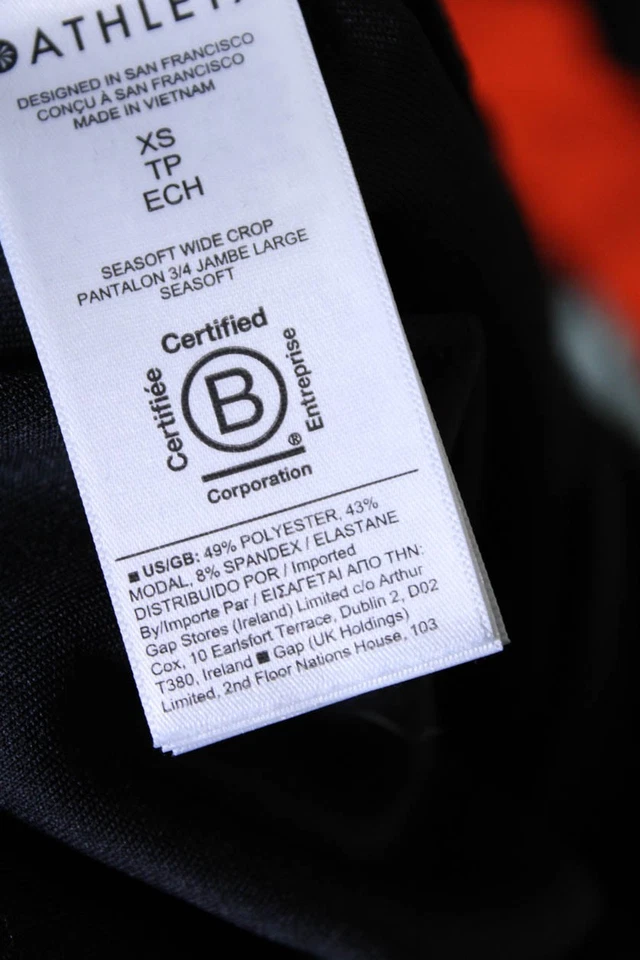 ATHLETA
DESIGNED IN SAN FRANCISCO
CONÇU À SAN FRANCISCO
MADE IN VIETNAM
XS
TP
ECH
SEASOFT WIDE CROP
PANTALON 3/4 JAMBE LARGE
SEASOFT
Certified
Certifiée
B
Entreprise
®
Corporation
■ US/GB: 49% POLYESTER, 43%
MODAL, 8% SPANDEX / ELASTANE
DISTRIBUIDO POR / Imported
By/Importe Par / ΕΙΣΑΓΕΤΑΙ ΑΠΟ ΤΗΝ:
Gap Stores (Ireland) Limited c/o Arthur
Cox, 10 Earlsfort Terrace, Dublin 2, D02
T380, Ireland ■ Gap (UK Holdings)
Limited, 2nd Floor Nations House, 103